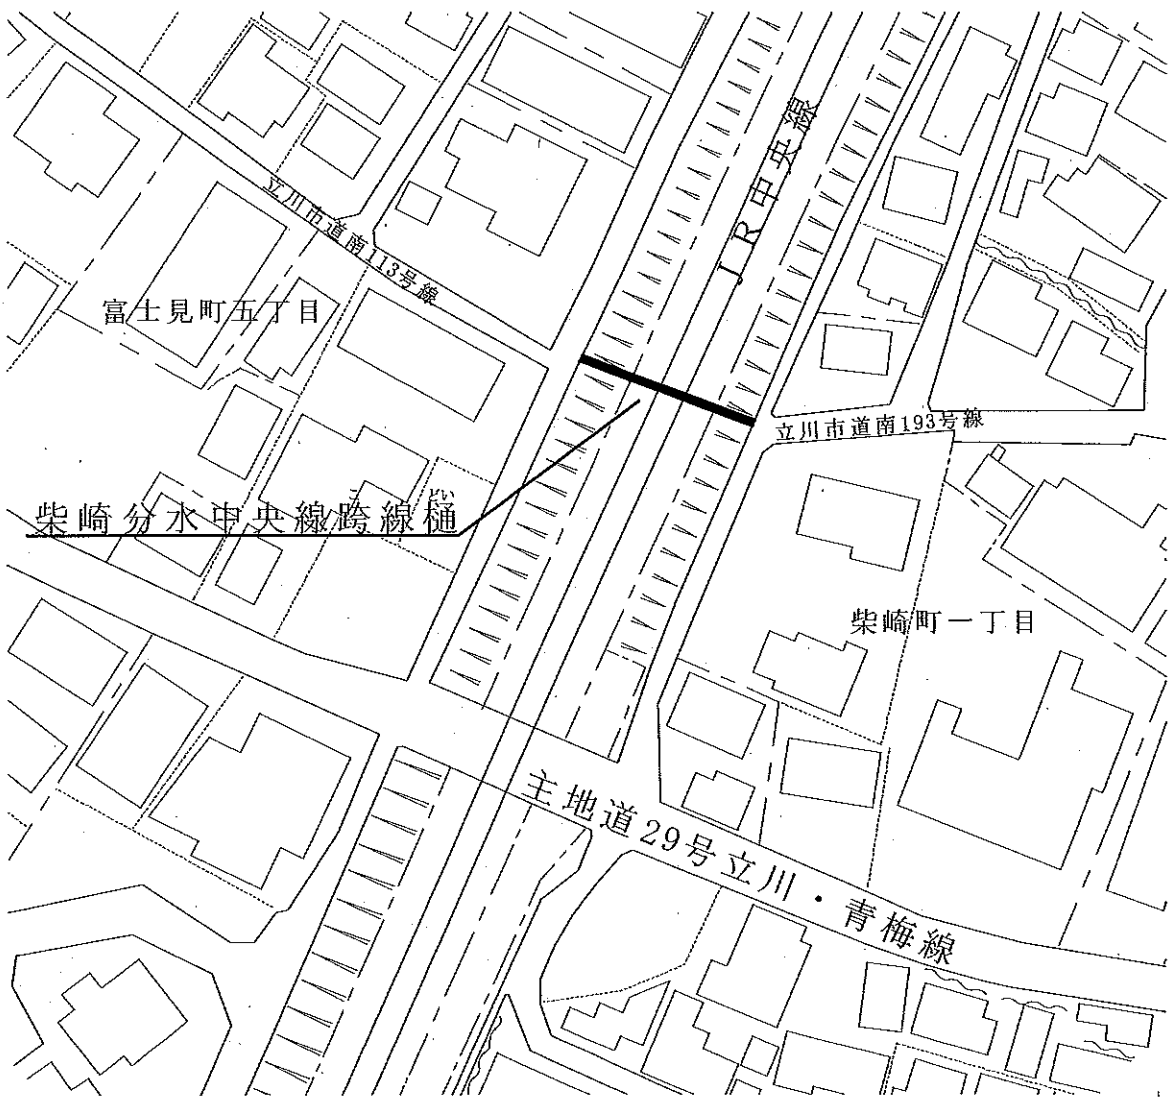 JR中央線
立川市道南113号線
富士見町五丁目
立川市道南193号線
こ
どい
柴崎分水中央線跨線樋
柴崎町一丁目
主地道29号立川・青梅線